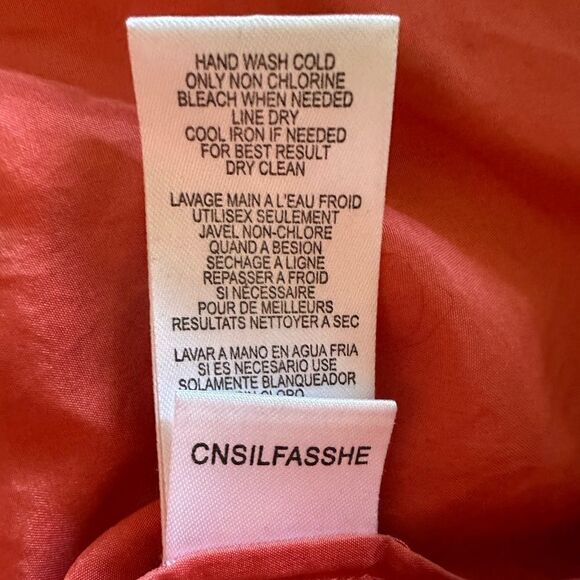 HAND WASH COLD
ONLY NON CHLORINE
BLEACH WHEN NEEDED
LINE DRY
COOL IRON IF NEEDED
FOR BEST RESULT
DRY CLEAN
LAVAGE MAIN A L'EAU FROID
UTILISEX SEULEMENT
JAVEL NON-CHLORE
QUAND A BESION
SECHAGE A LIGNE
REPASSER A FROID
SI NÉCESSAIRE
POUR DE MEILLEURS
RESULTATS NETTOYER A SEC
LAVAR A MANO EN AGUA FRIA
SI ES NECESARIO USE
SOLAMENTE BLANQUEADOR
CLORO
CNSILFASSHE